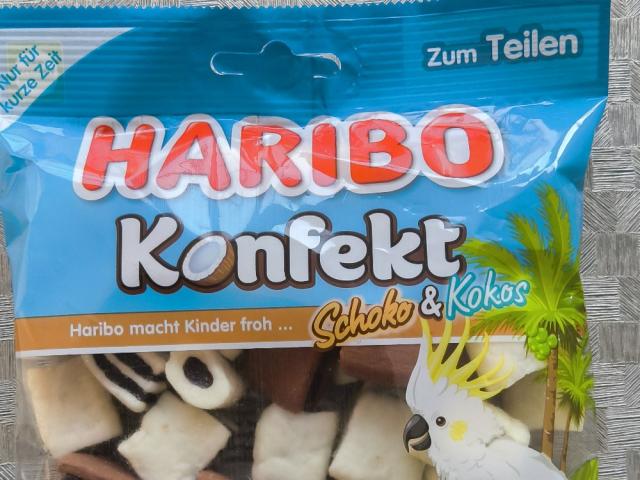 Nur für
kurze Zeit
Zum Teilen
HARIBO
Konfekt
Schoko & Kokos
Haribo macht Kinder froh ...